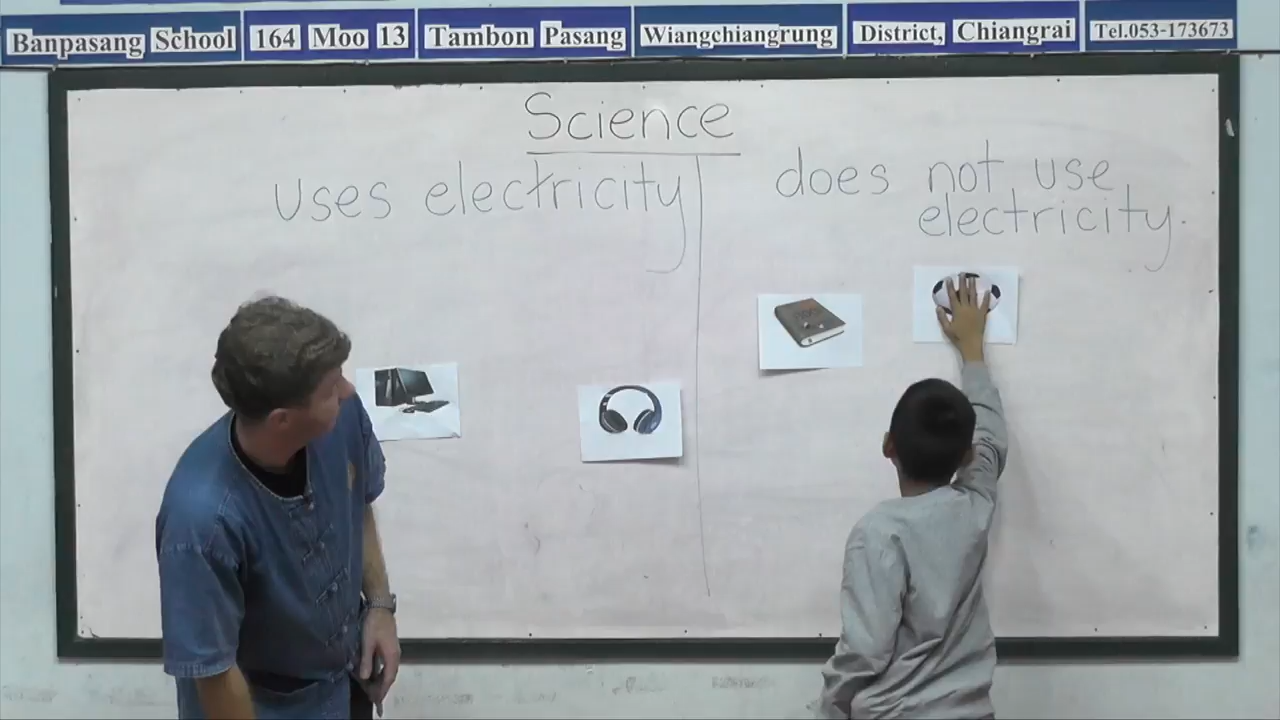 Banpasang School 164 Moo 13 Tambon Pasang Wiangchiangrung District, Chiangrai Tel.053-173673
Science
uses electricity
does not use
electricity.